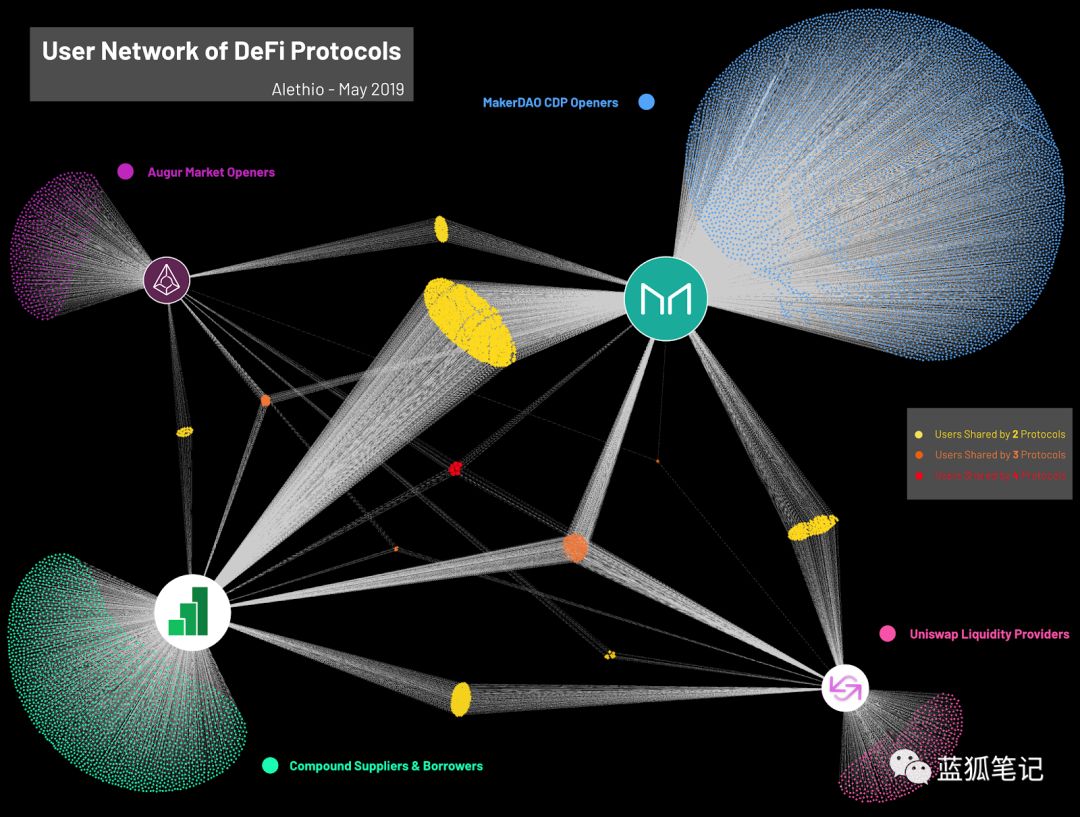 User Network of DeFi Protocols
Alethio - May 2019
MakerDAO CDP Openers
Augur Market Openers
Users Shared by 2 Protocols
Users Shared by 3 Protocols
Users Shared by 4 Protocols
Uniswap Liquidity Providers
Compound Suppliers & Borrowers
蓝狐笔记